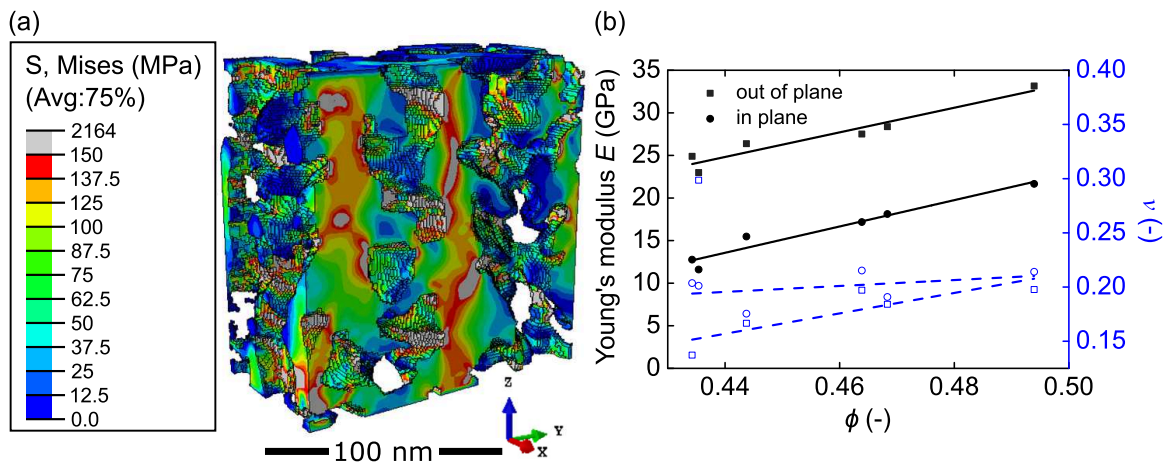 (a)
S, Mises (MPa)
(Avg:75%)
2164
150
137.5
125
100
87.5
75
62.5
50
37.5
25
12.5
0.0
Z
Y
X
100 nm
(b)
Young's modulus E (GPa)
35
30
25
20
15
10
5
0
out of plane
in plane
0.44
0.46
0.48
0.50
ϕ (-)
0.40
0.35
0.30
0.25
0.20
0.15
ν (-)